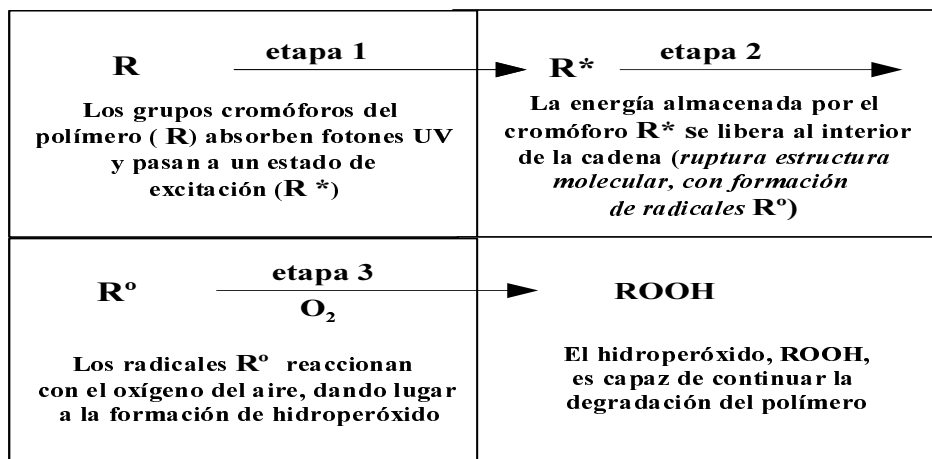 R
etapa 1
Los grupos cromóforos del
polímero ( R) absorben fotones UV
y pasan a un estado de
excitación (R *)
R*
etapa 2
La energía almacenada por el
cromóforo R* se libera al interior
de la cadena (ruptura estructura
molecular, con formación
de radicales Rº)
Rº
etapa 3
O₂
Los radicales Rº reaccionan
con el oxígeno del aire, dando lugar
a la formación de hidroperóxido
ROOH
El hidroperóxido, ROOH,
es capaz de continuar la
degradación del polímero